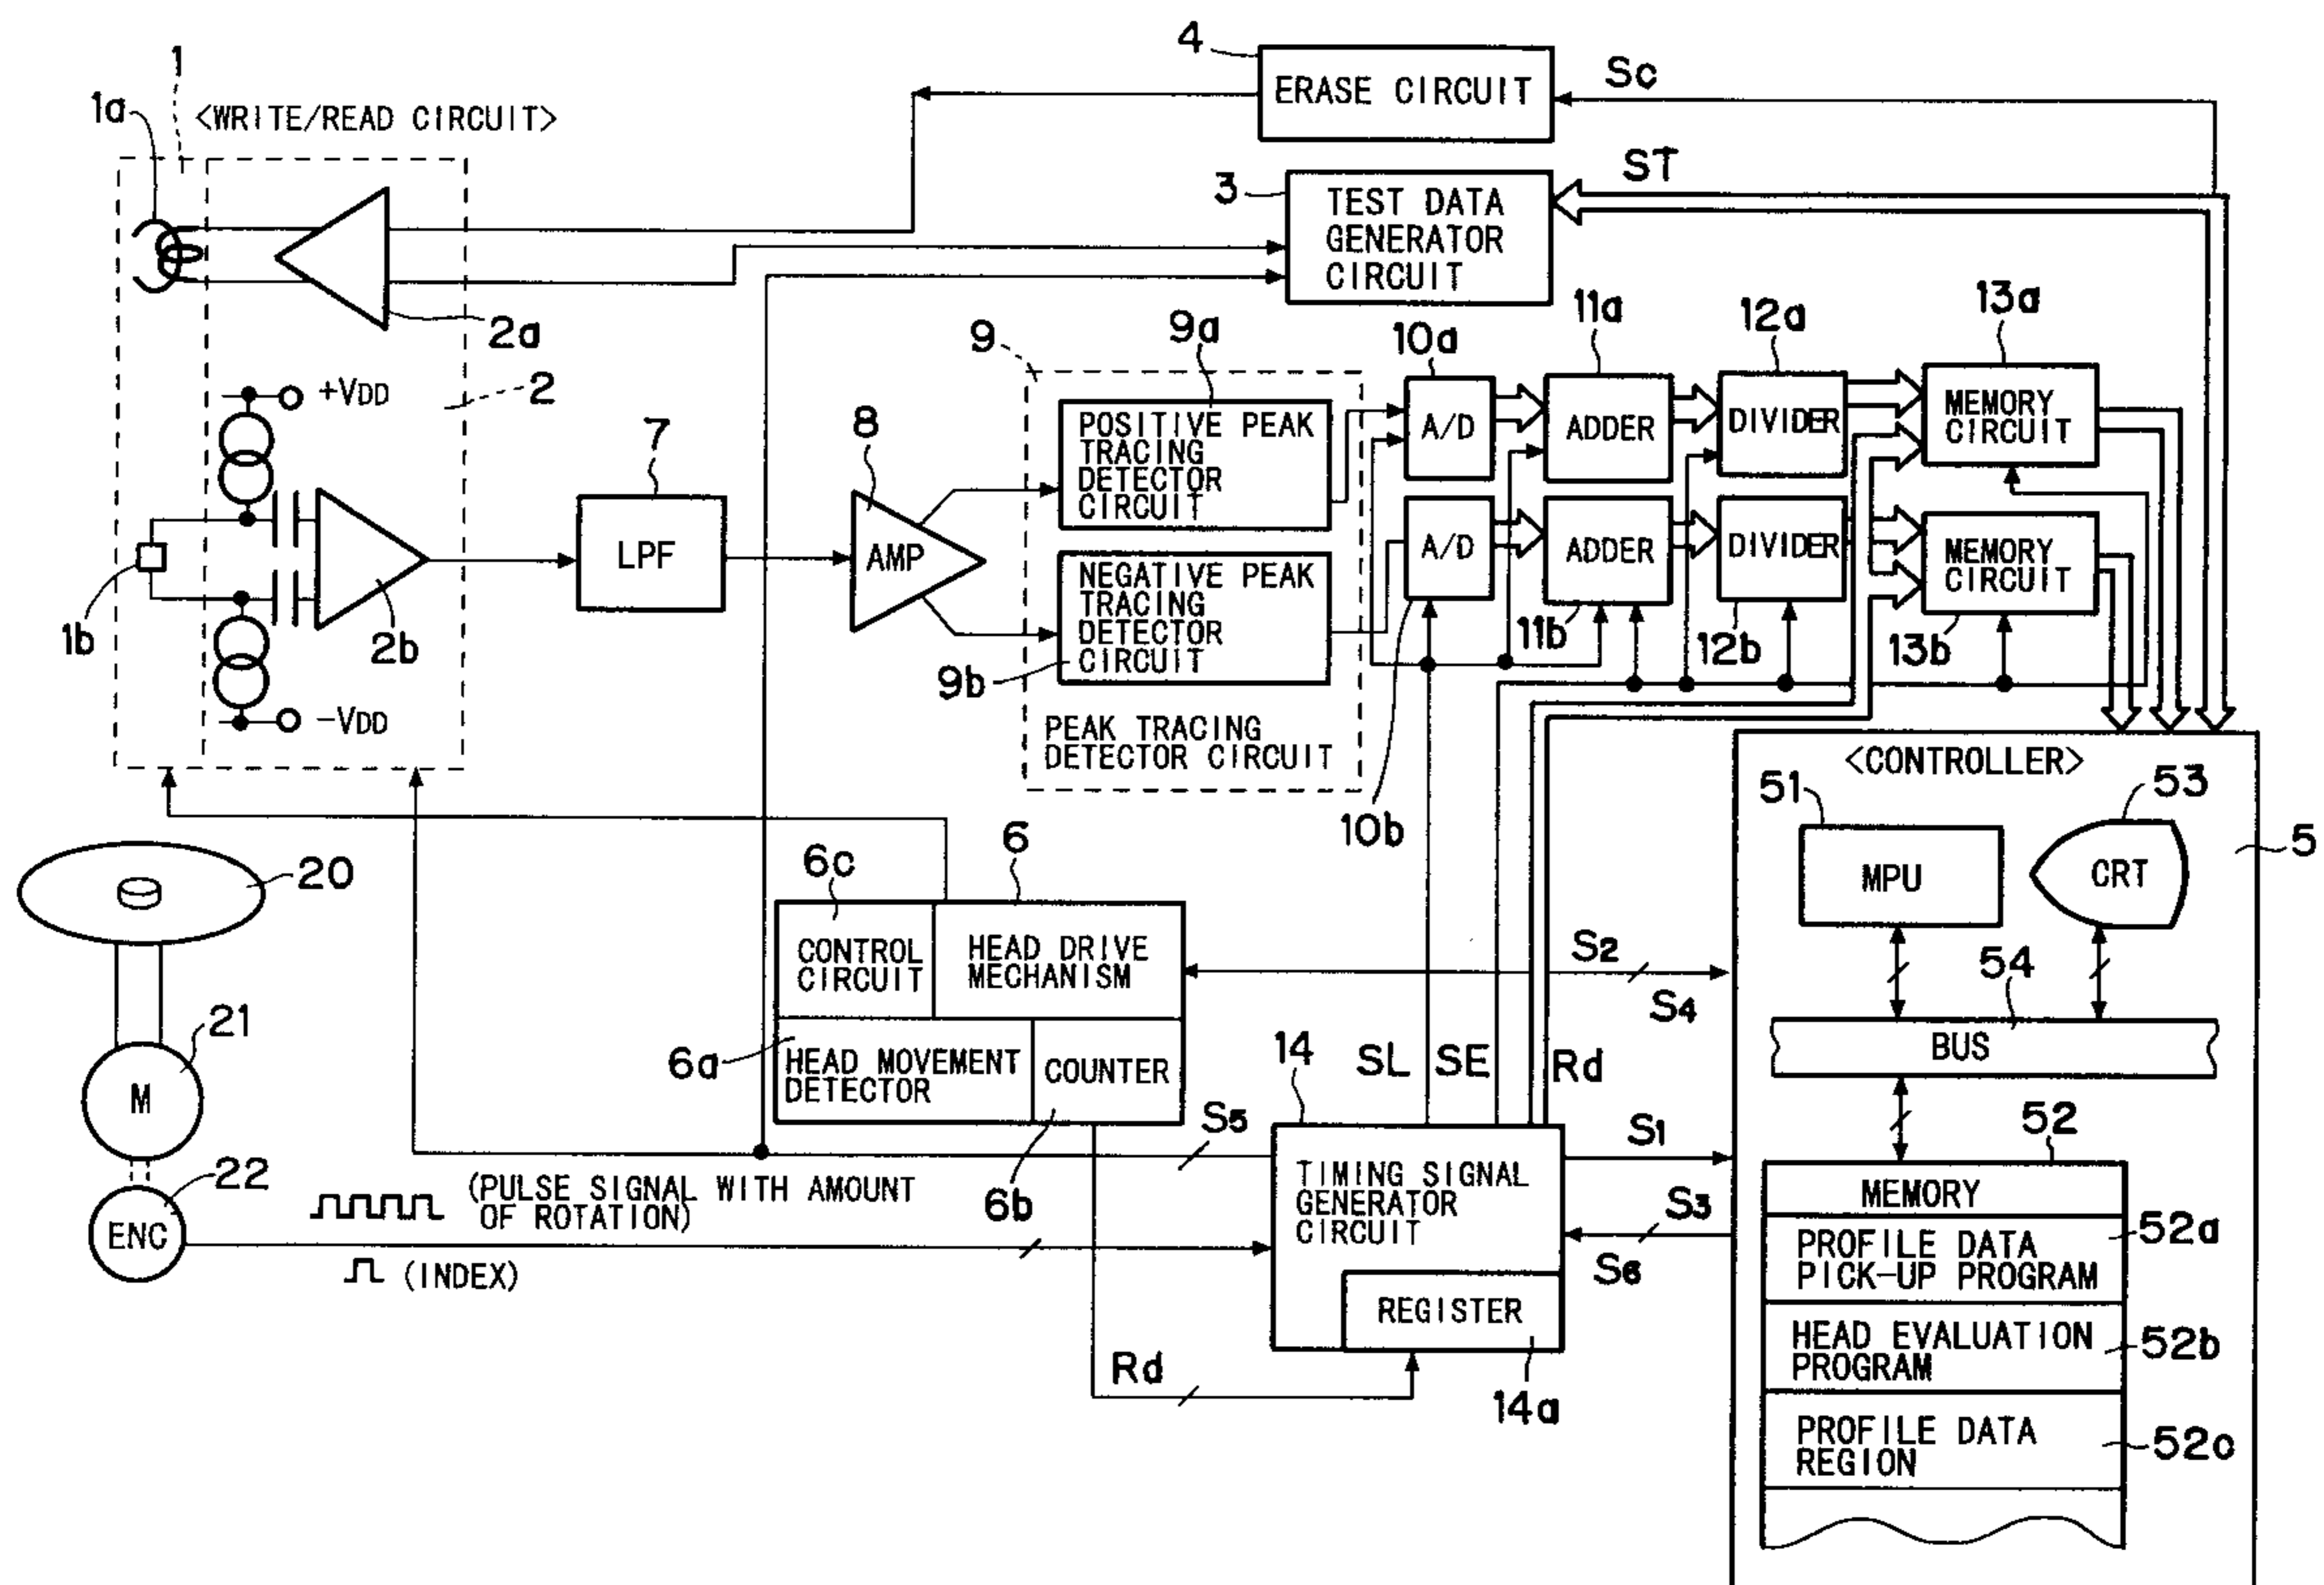 4
ERASE CIRCUIT
Sc
1
1a
<WRITE/READ CIRCUIT>
3
TEST DATA
GENERATOR
CIRCUIT
ST
2a
2
+VDD
1b
2b
-VDD
7
LPF
8
AMP
9
9a
POSITIVE PEAK
TRACING
DETECTOR
CIRCUIT
NEGATIVE PEAK
TRACING
DETECTOR
CIRCUIT
9b
PEAK TRACING
DETECTOR CIRCUIT
10a
A/D
11a
ADDER
12a
DIVIDER
13a
MEMORY
CIRCUIT
A/D
10b
ADDER
11b
DIVIDER
12b
MEMORY
CIRCUIT
13b
20
21
M
22
ENC
(PULSE SIGNAL WITH AMOUNT
OF ROTATION)
(INDEX)
6c
6
CONTROL
CIRCUIT
HEAD DRIVE
MECHANISM
6a
HEAD MOVEMENT
DETECTOR
COUNTER
6b
S5
Rd
14
SL
SE
Rd
TIMING SIGNAL
GENERATOR
CIRCUIT
REGISTER
14a
S2
S4
S1
S3
S6
<CONTROLLER>
5
51
MPU
53
CRT
54
BUS
52
MEMORY
PROFILE DATA
PICK-UP PROGRAM
52a
HEAD EVALUATION
PROGRAM
52b
PROFILE DATA
REGION
52c